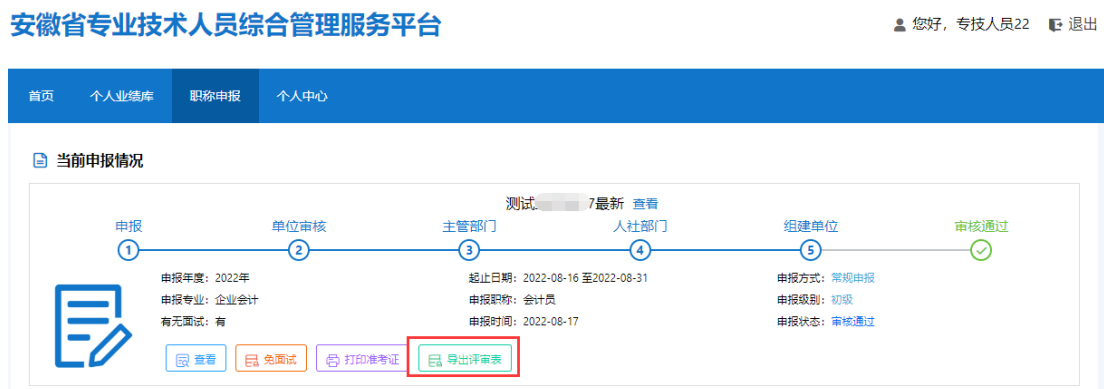 安徽省专业技术人员综合管理服务平台
您好，专技人员22 退出
首页 个人业绩库 职称申报 个人中心
当前申报情况
测试 7最新 查看
申报 单位审核 主管部门 人社部门 组建单位 审核通过
1 2 3 4 5
申报年度：2022年 起止日期：2022-08-16 至2022-08-31 申报方式：常规申报
申报专业：企业会计 申报职称：会计员 申报级别：初级
有无面试：有 申报时间：2022-08-17 申报状态：审核通过
查看 免面试 打印准考证 导出评审表